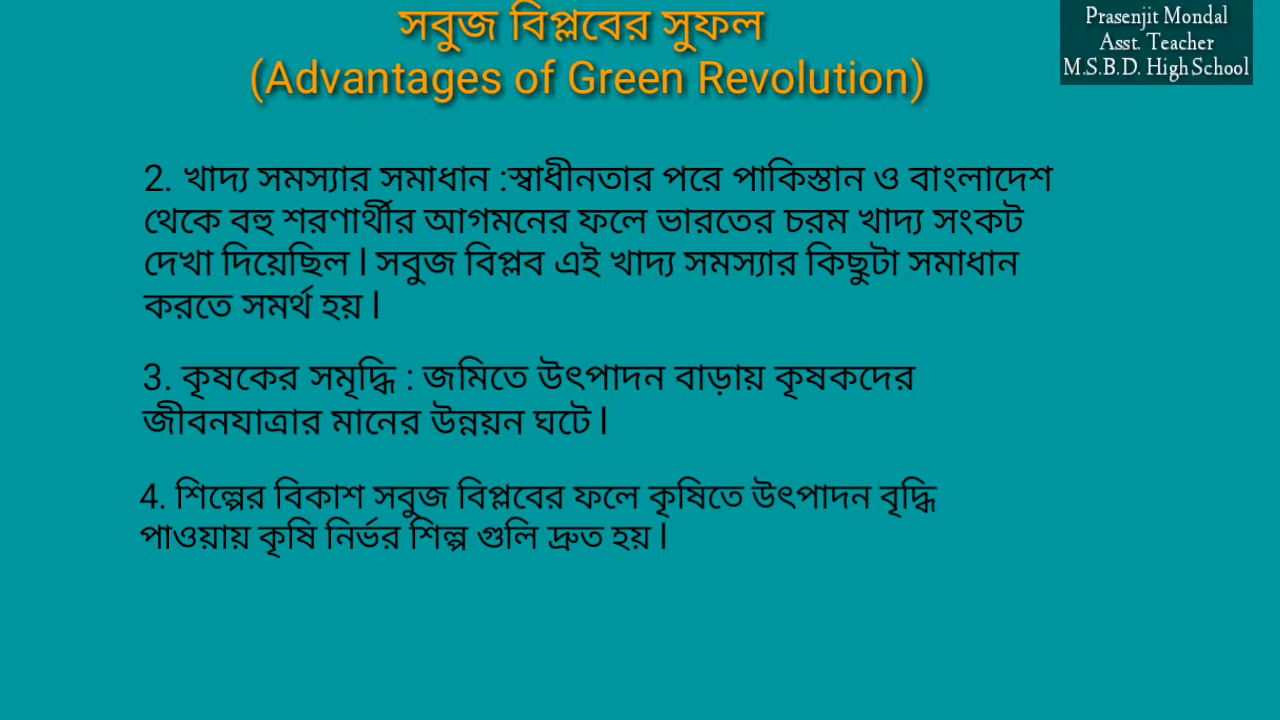 সবুজ বিপ্লবের সুফল
(Advantages of Green Revolution)
Prasenjit Mondal
Asst. Teacher
M.S.B.D. High School
2. খাদ্য সমস্যার সমাধান :স্বাধীনতার পরে পাকিস্তান ও বাংলাদেশ
থেকে বহু শরণার্থীর আগমনের ফলে ভারতের চরম খাদ্য সংকট
দেখা দিয়েছিল l সবুজ বিপ্লব এই খাদ্য সমস্যার কিছুটা সমাধান
করতে সমর্থ হয় l
3. কৃষকের সমৃদ্ধি : জমিতে উৎপাদন বাড়ায় কৃষকদের
জীবনযাত্রার মানের উন্নয়ন ঘটে l
4. শিল্পের বিকাশ সবুজ বিপ্লবের ফলে কৃষিতে উৎপাদন বৃদ্ধি
পাওয়ায় কৃষি নির্ভর শিল্প গুলি দ্রুত হয় l